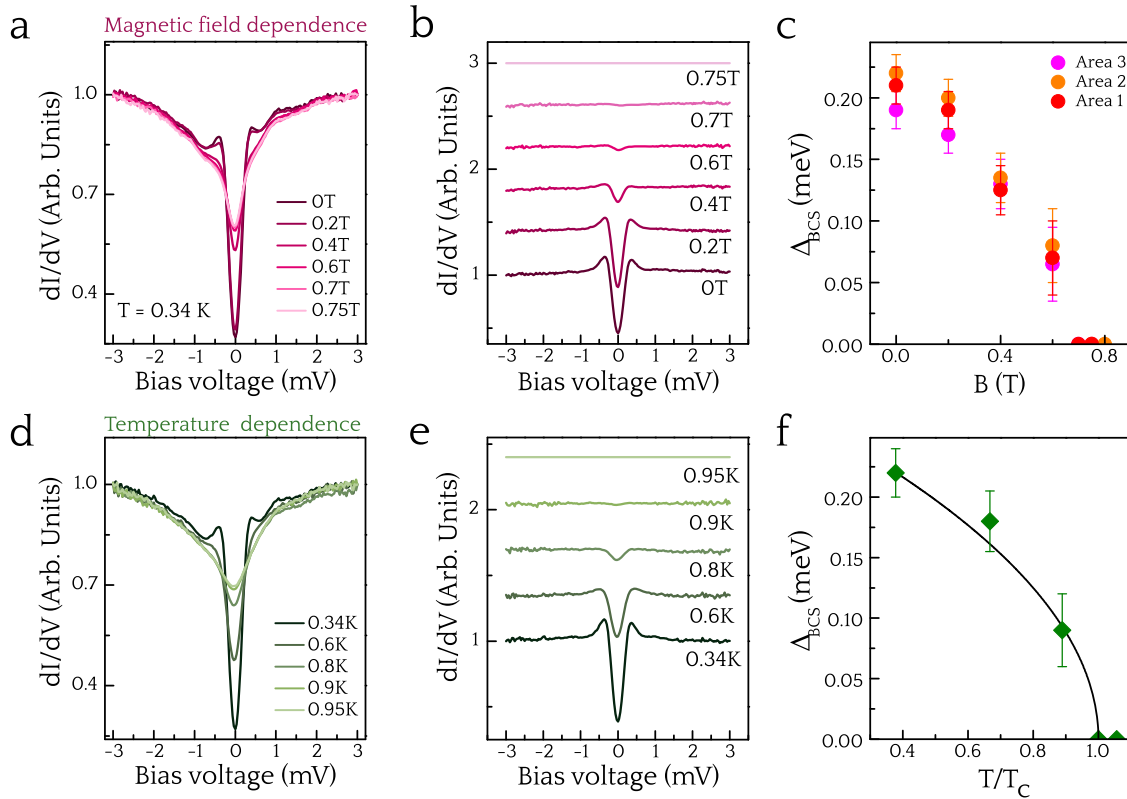 a
Magnetic field dependence
dI/dV (Arb. Units)
1.0
0.7
0.4
0T
0.2T
0.4T
0.6T
0.7T
0.75T
T = 0.34 K
-3 -2 -1 0 1 2 3
Bias voltage (mV)
b
dI/dV (Arb. Units)
3
2
1
0.75T
0.7T
0.6T
0.4T
0.2T
0T
-3 -2 -1 0 1 2 3
Bias voltage (mV)
c
Δ_BCS (meV)
0.20
0.15
0.10
0.05
0.00
Area 3
Area 2
Area 1
0.0 0.4 0.8
B (T)
d
Temperature dependence
dI/dV (Arb. Units)
1.0
0.7
0.4
0.34K
0.6K
0.8K
0.9K
0.95K
-3 -2 -1 0 1 2 3
Bias voltage (mV)
e
dI/dV (Arb. Units)
2
1
0.95K
0.9K
0.8K
0.6K
0.34K
-3 -2 -1 0 1 2 3
Bias voltage (mV)
f
Δ_BCS (meV)
0.20
0.15
0.10
0.05
0.00
0.4 0.6 0.8 1.0
T/T_C